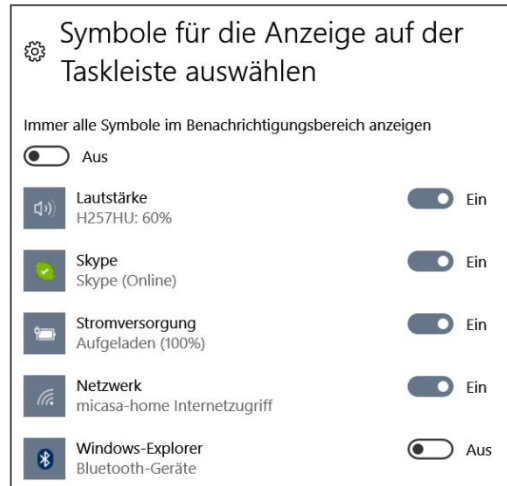 Symbole für die Anzeige auf der
Taskleiste auswählen
Immer alle Symbole im Benachrichtigungsbereich anzeigen
Aus
Lautstärke
H257HU: 60%
Ein
Skype
Skype (Online)
Ein
Stromversorgung
Aufgeladen (100%)
Ein
Netzwerk
micasa-home Internetzugriff
Ein
Windows-Explorer
Bluetooth-Geräte
Aus